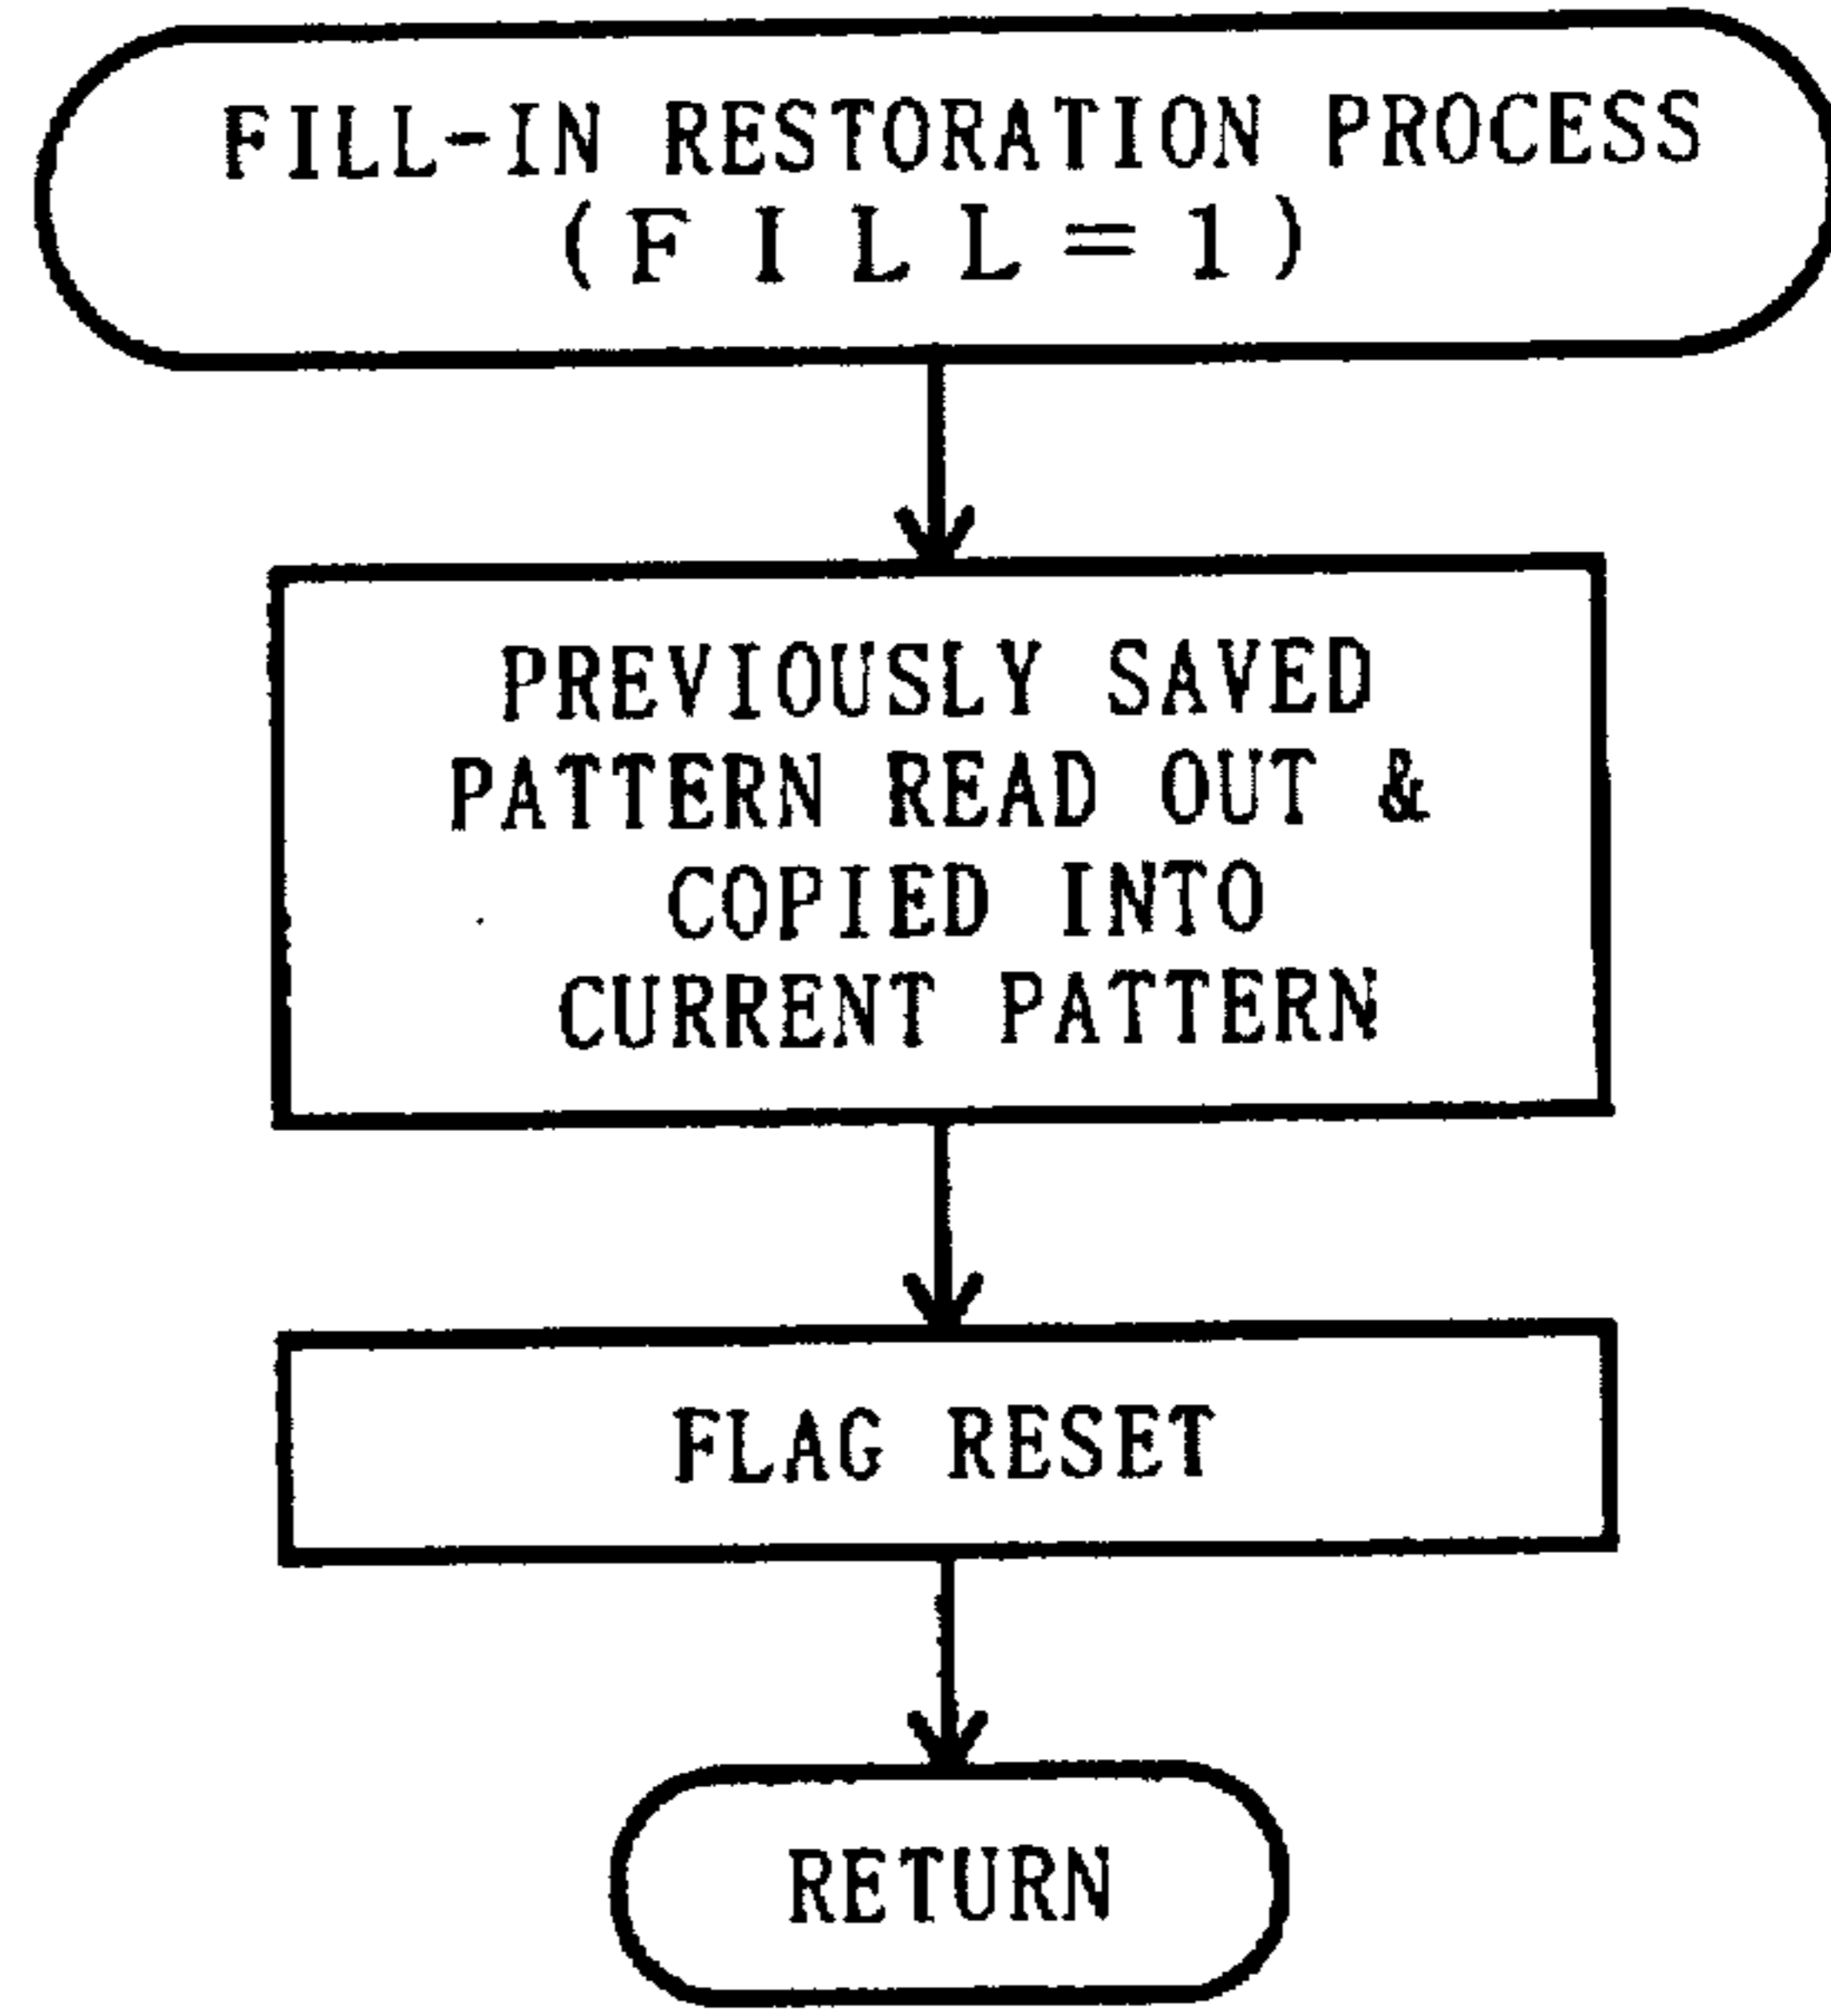 FILL-IN RESTORATION PROCESS
(FILL=1)
PREVIOUSLY SAVED
PATTERN READ OUT &
COPIED INTO
CURRENT PATTERN
FLAG RESET
RETURN